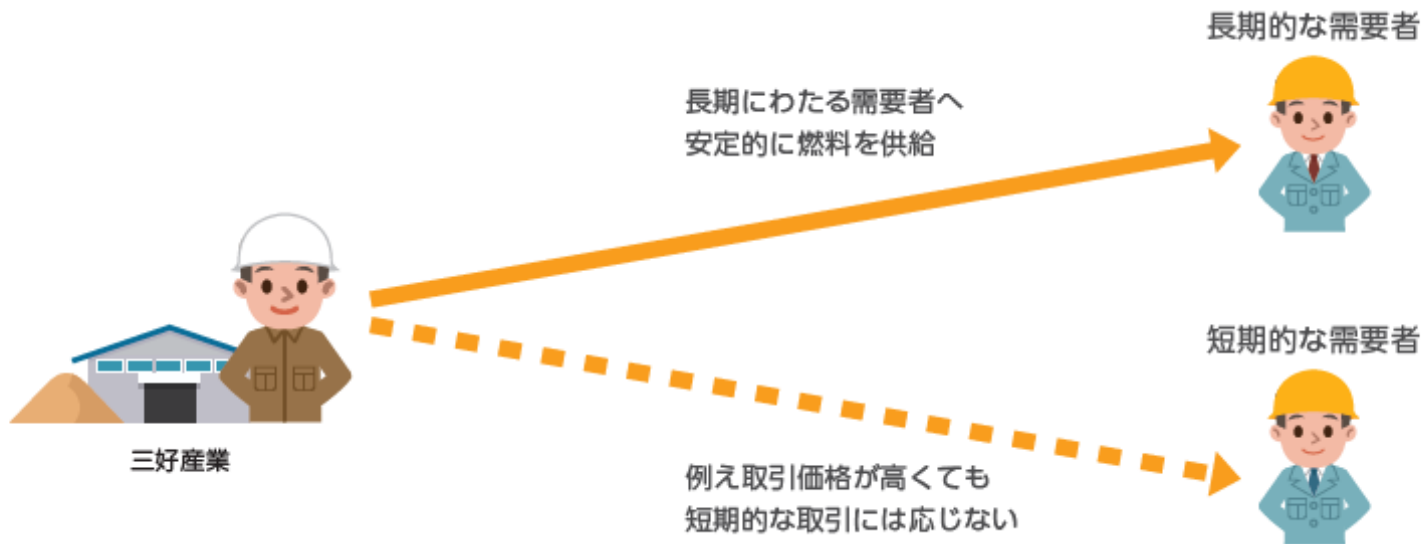 長期的な需要者
長期にわたる需要者へ
安定的に燃料を供給
短期的な需要者
三好産業
例え取引価格が高くても
短期的な取引には応じない